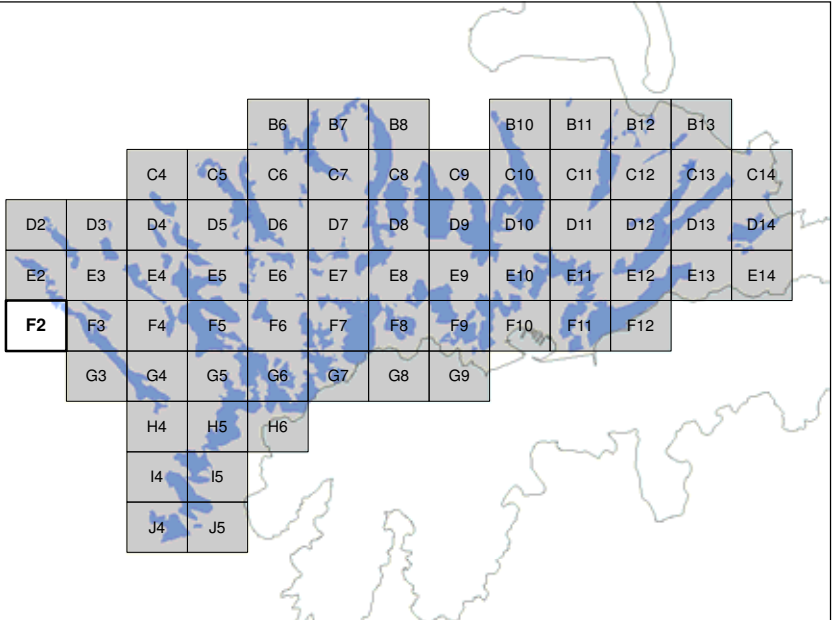 B6 B7 B8 B10 B11 B12 B13
C4 C5 C6 C7 C8 C9 C10 C11 C12 C13 C14
D2 D3 D4 D5 D6 D7 D8 D9 D10 D11 D12 D13 D14
E2 E3 E4 E5 E6 E7 E8 E9 E10 E11 E12 E13 E14
F2 F3 F4 F5 F6 F7 F8 F9 F10 F11 F12
G3 G4 G5 G6 G7 G8 G9
H4 H5 H6
I4 I5
J4 J5